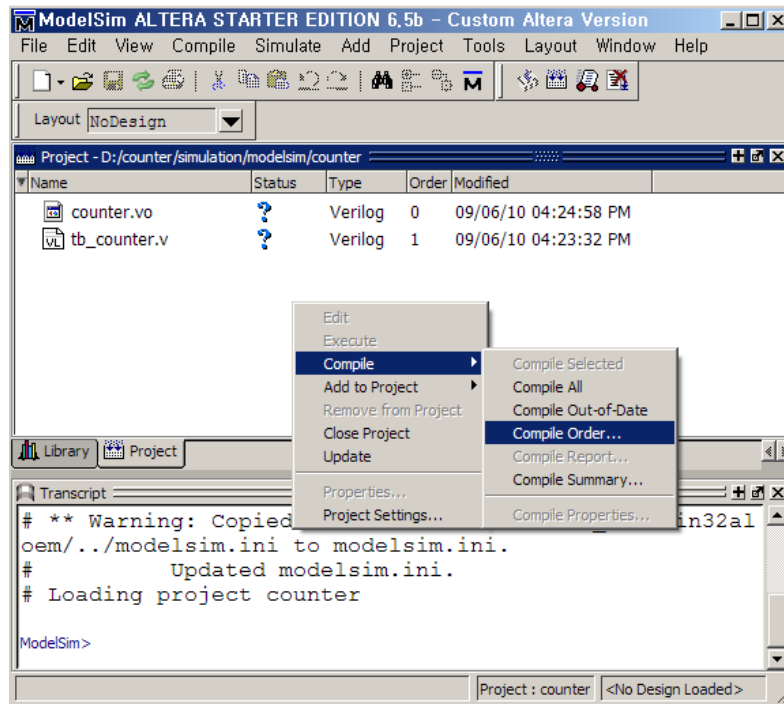 ModelSim ALTERA STARTER EDITION 6.5b - Custom Altera Version
File Edit View Compile Simulate Add Project Tools Layout Window Help
Layout NoDesign
Project - D:/counter/simulation/modelsim/counter
Name Status Type Order Modified
counter.vo ? Verilog 0 09/06/10 04:24:58 PM
tb_counter.v ? Verilog 1 09/06/10 04:23:32 PM
Edit
Execute
Compile
Add to Project
Remove from Project
Close Project
Update
Properties...
Project Settings...
Compile Selected
Compile All
Compile Out-of-Date
Compile Order...
Compile Report...
Compile Summary...
Compile Properties...
Library Project
Transcript
# ** Warning: Copied in32al
oem/../modelsim.ini to modelsim.ini.
# Updated modelsim.ini.
# Loading project counter
ModelSim>
Project : counter <No Design Loaded>